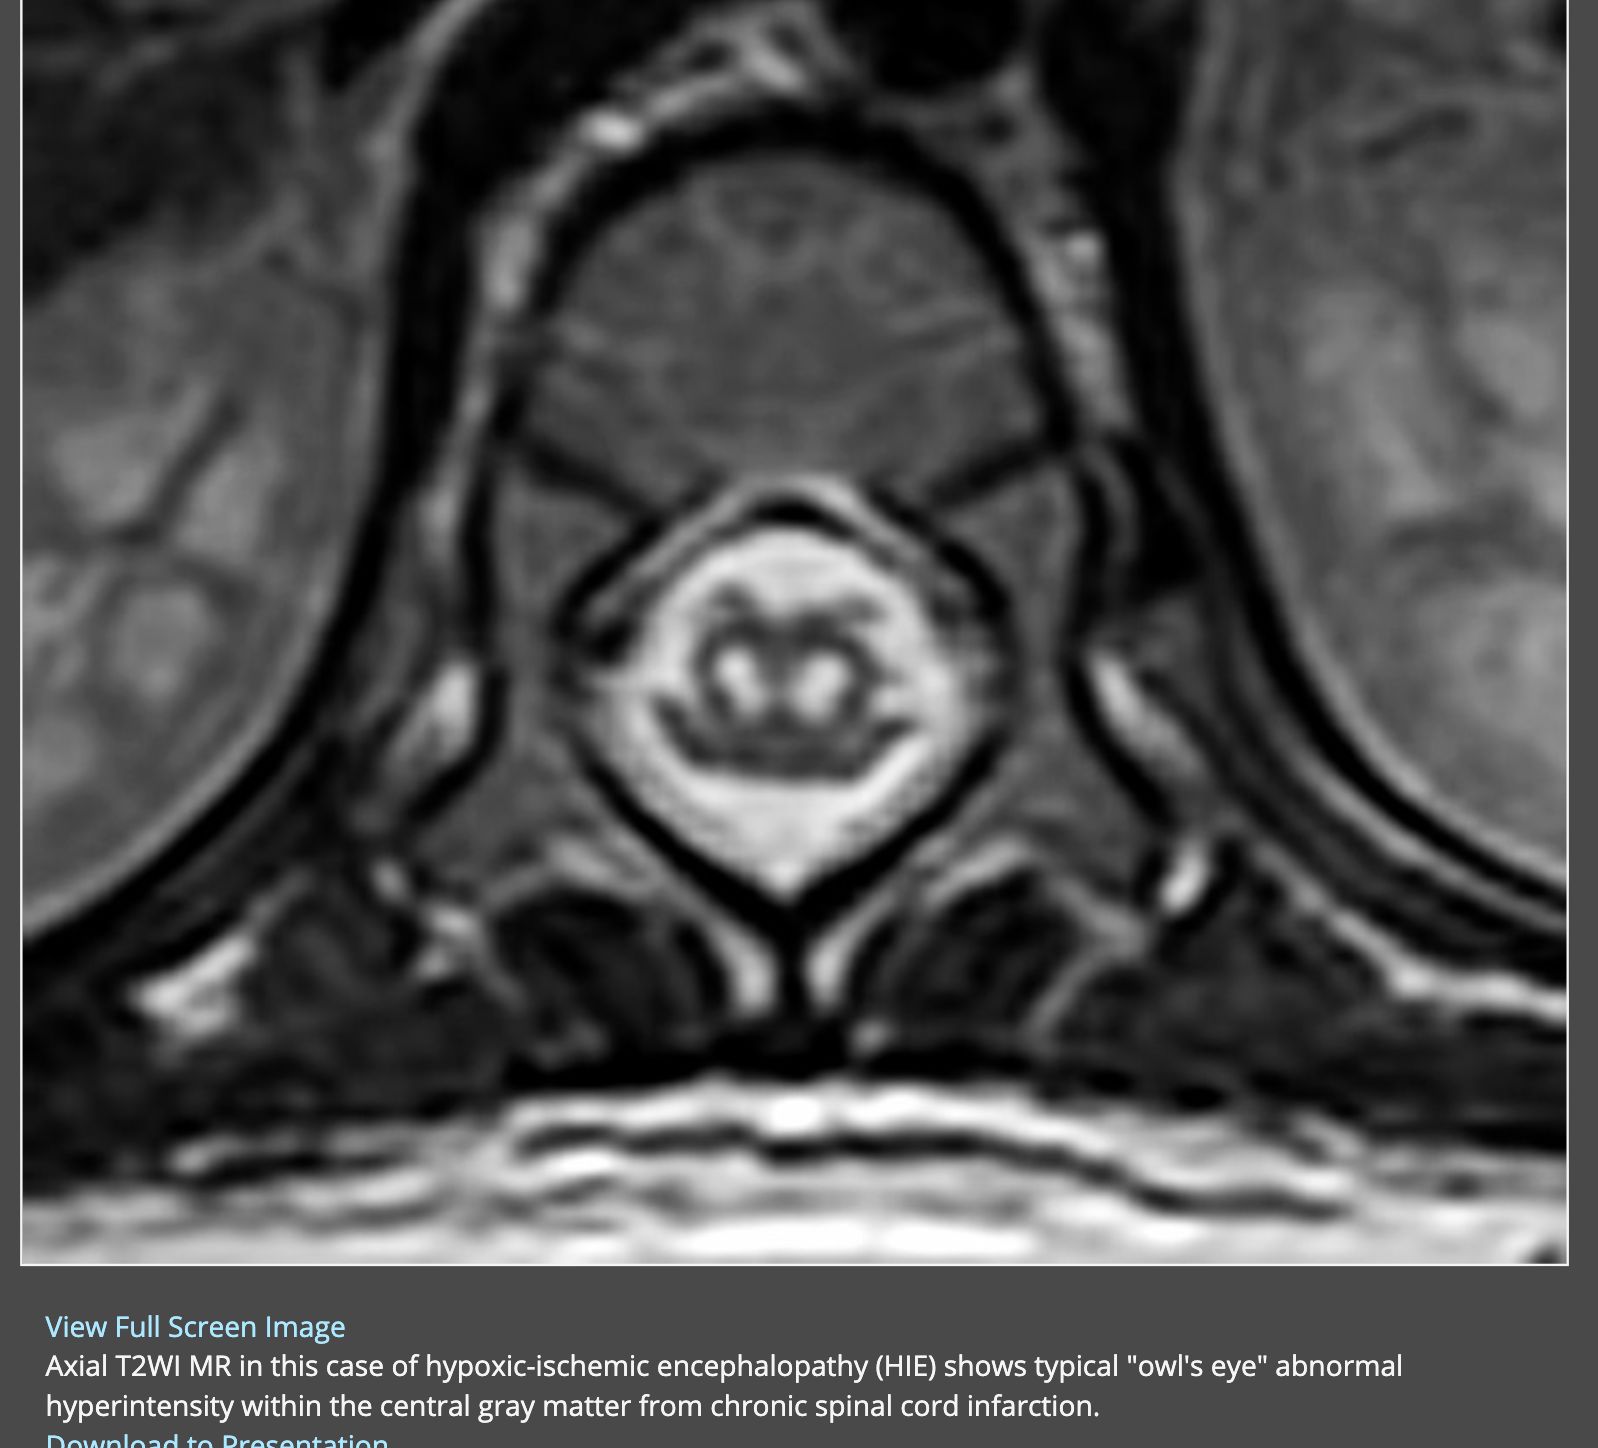 View Full Screen Image
Axial T2WI MR in this case of hypoxic-ischemic encephalopathy (HIE) shows typical "owl's eye" abnormal
hyperintensity within the central gray matter from chronic spinal cord infarction.
Download to Presentation